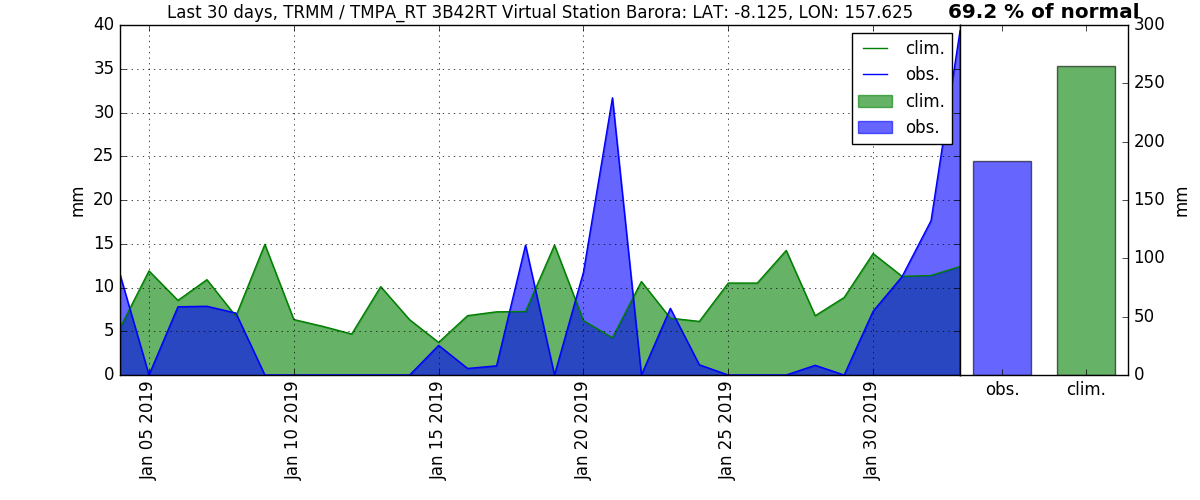 Last 30 days, TRMM / TMPA_RT 3B42RT Virtual Station Barora: LAT: -8.125, LON: 157.625
69.2 % of normal
40
35
30
25
20
15
10
5
0
mm
clim.
obs.
clim.
obs.
300
250
200
150
100
50
0
mm
Jan 05 2019
Jan 10 2019
Jan 15 2019
Jan 20 2019
Jan 25 2019
Jan 30 2019
obs.
clim.